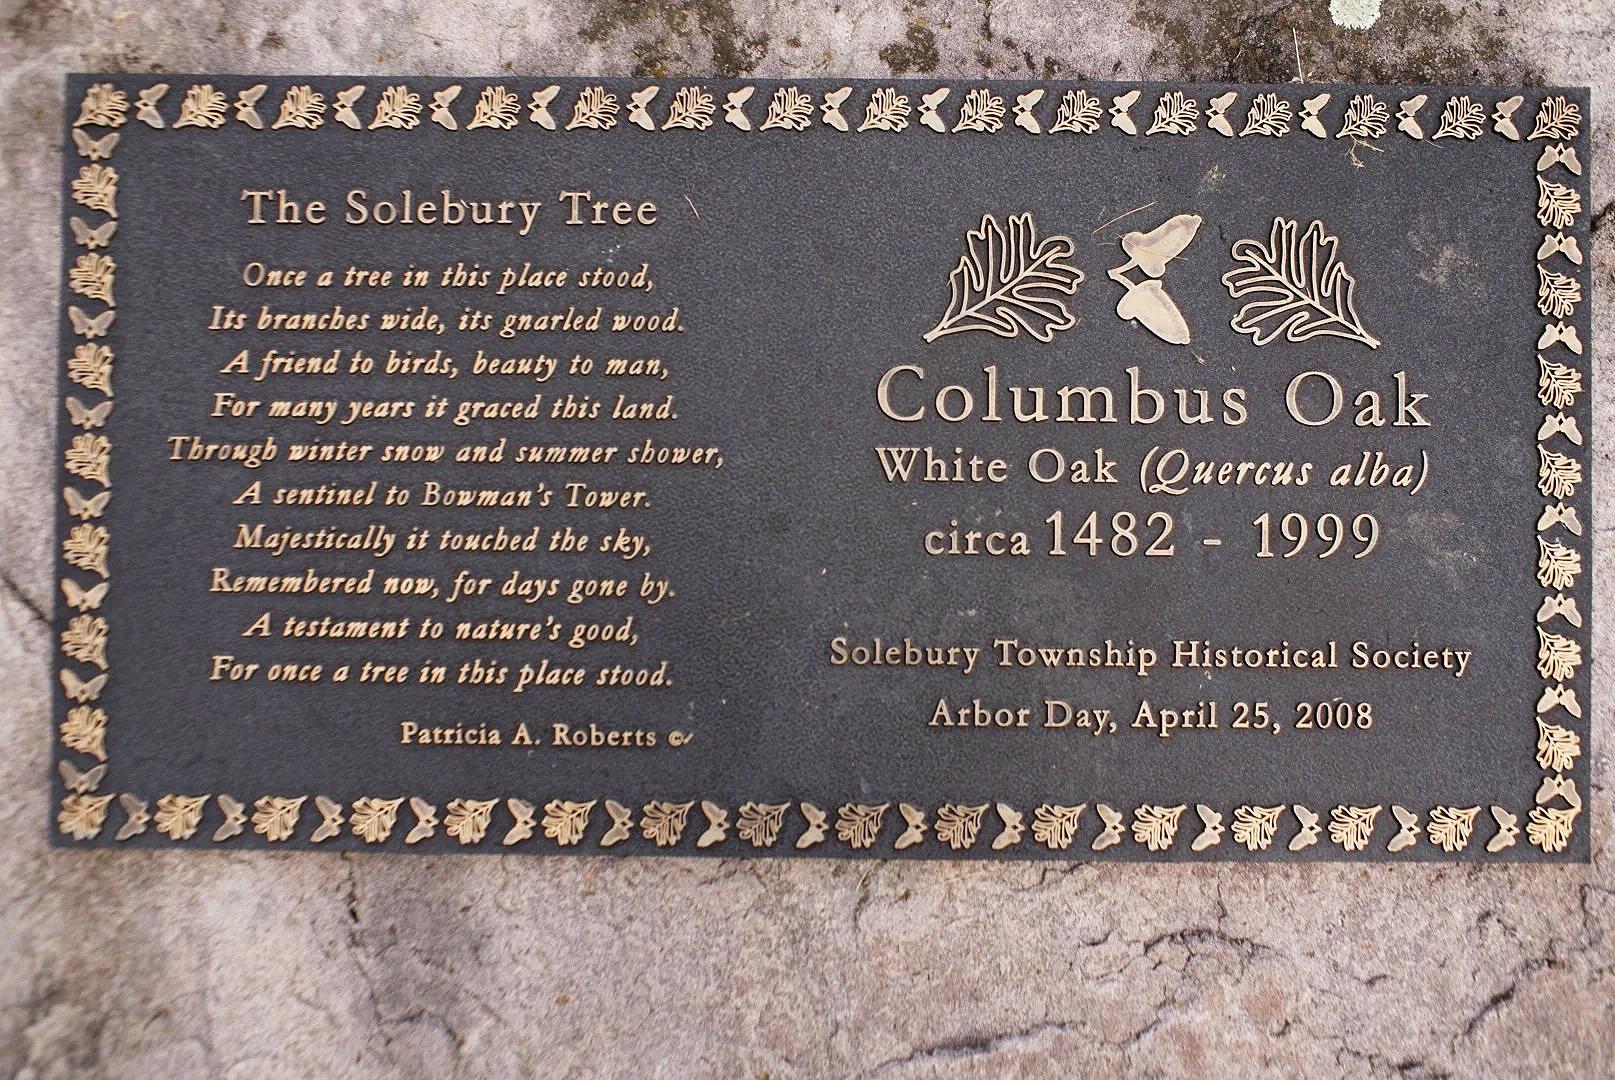 The Solebury Tree
Once a tree in this place stood,
Its branches wide, its gnarled wood.
A friend to birds, beauty to man,
For many years it graced this land.
Through winter snow and summer shower,
A sentinel to Bowman's Tower.
Majestically it touched the sky,
Remembered now, for days gone by.
A testament to nature's good,
For once a tree in this place stood.
Patricia A. Roberts ©
Columbus Oak
White Oak (Quercus alba)
circa 1482 - 1999
Solebury Township Historical Society
Arbor Day, April 25, 2008